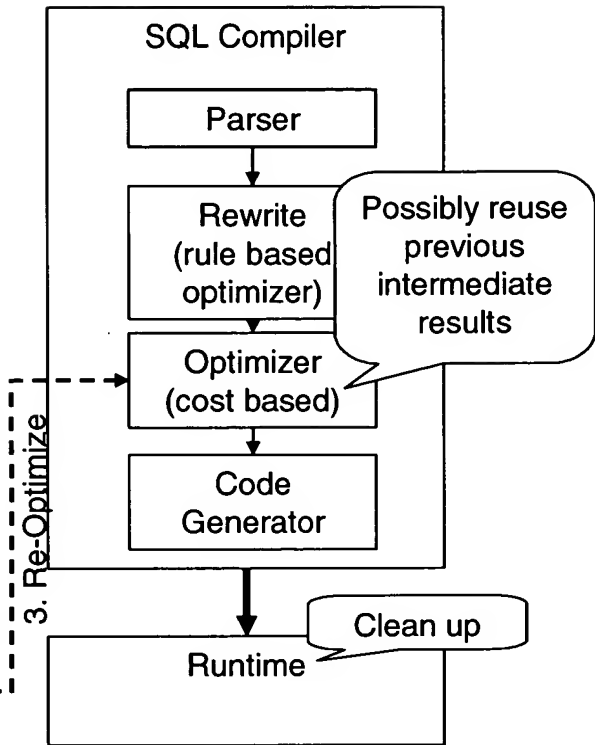 SQL Compiler
Parser
Rewrite
(rule based
optimizer)
Possibly reuse
previous
intermediate
results
Optimizer
(cost based)
3. Re-Optimize
Code
Generator
Clean up
Runtime